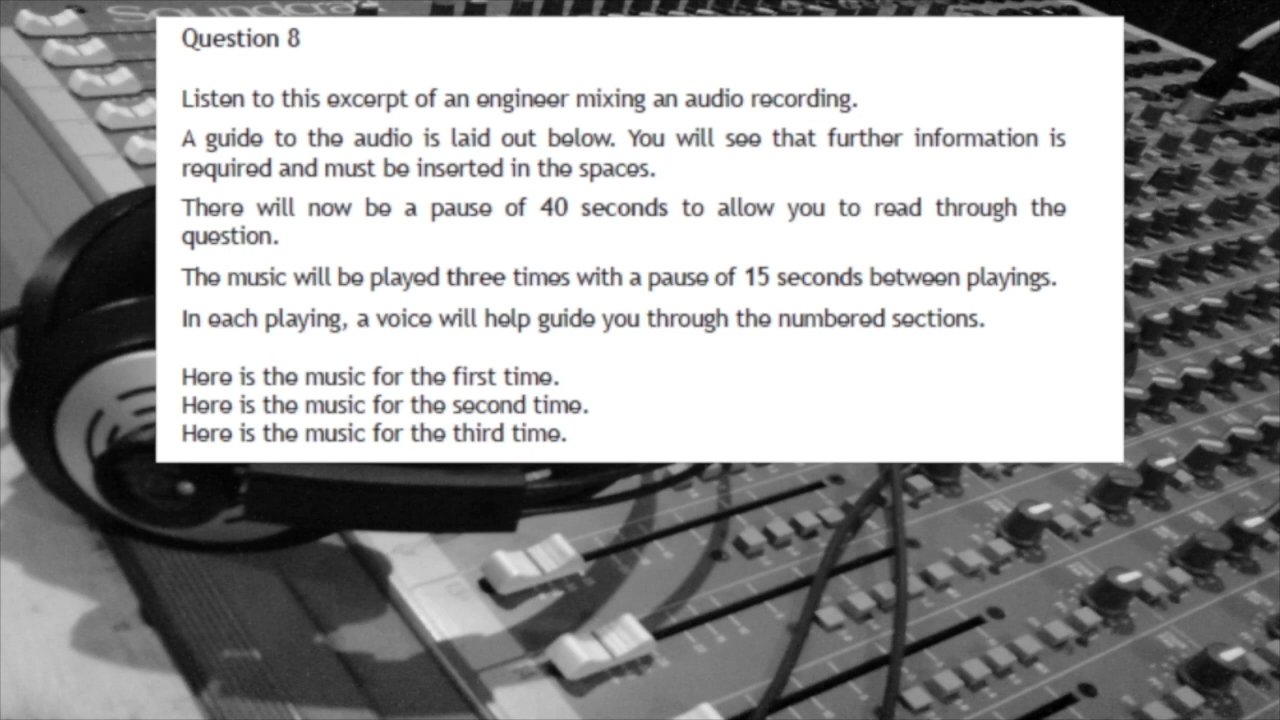 Soundcraft
Question 8
Listen to this excerpt of an engineer mixing an audio recording.
A guide to the audio is laid out below. You will see that further information is
required and must be inserted in the spaces.
There will now be a pause of 40 seconds to allow you to read through the
question.
The music will be played three times with a pause of 15 seconds between playings.
In each playing, a voice will help guide you through the numbered sections.
Here is the music for the first time.
Here is the music for the second time.
Here is the music for the third time.